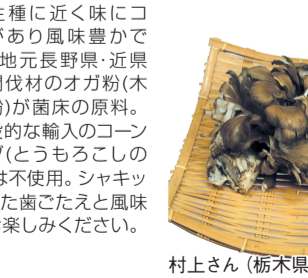 生種に近く味にコ
があり風味豊かで
地元長野県・近県
間伐材のオガ粉(木
粉)が菌床の原料。
般的な輸入のコーン
ブ(とうもろこしの
は不使用。シャキッ
た歯ごたえと風味
楽しみください。
村上さん(栃木県